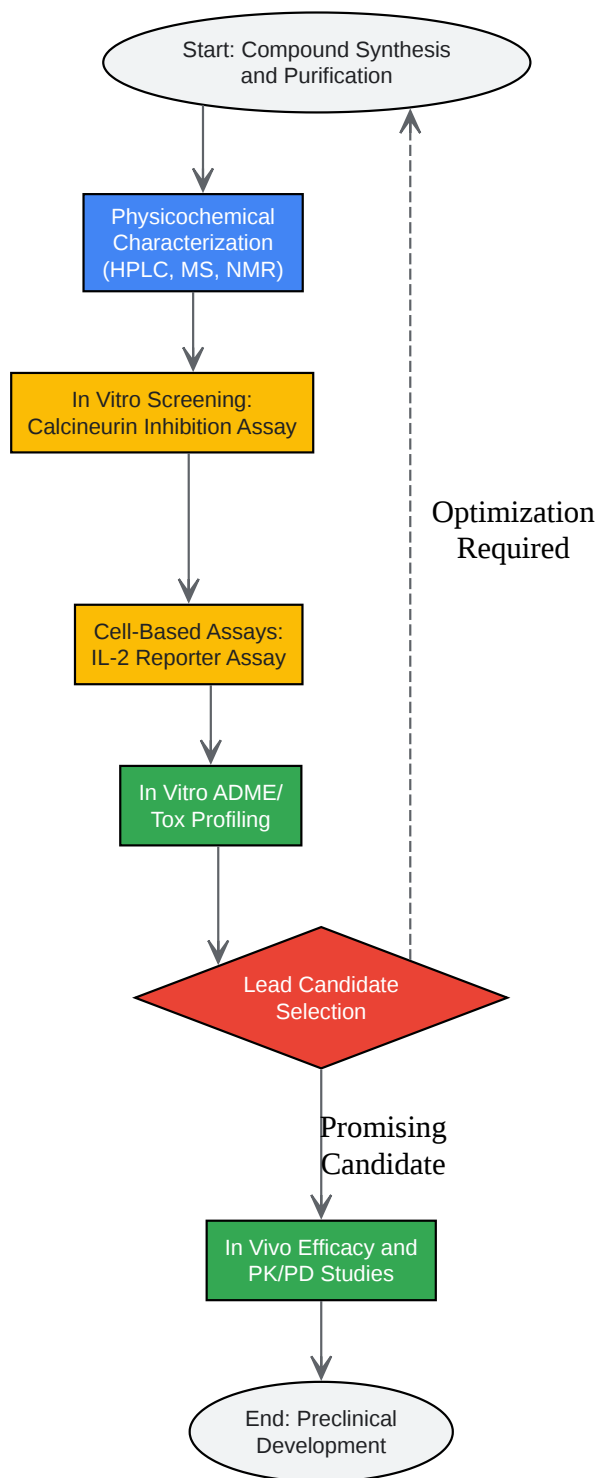 Start: Compound Synthesis
and Purification
Physicochemical
Characterization
(HPLC, MS, NMR)
In Vitro Screening:
Calcineurin Inhibition Assay
Optimization
Required
Cell-Based Assays:
IL-2 Reporter Assay
In Vitro ADME/
Tox Profiling
Lead Candidate
Selection
Promising
Candidate
In Vivo Efficacy and
PK/PD Studies
End: Preclinical
Development